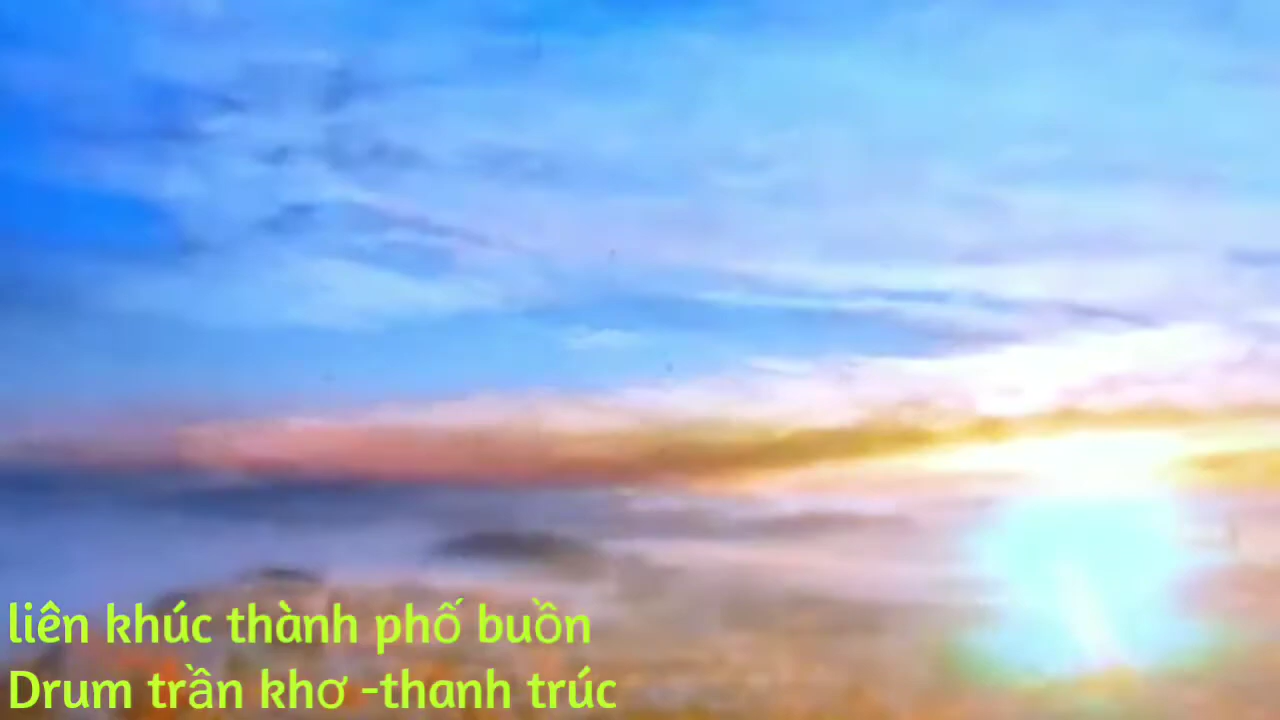 liên khúc thành phố buồn
Drum trần khơ -thanh trúc